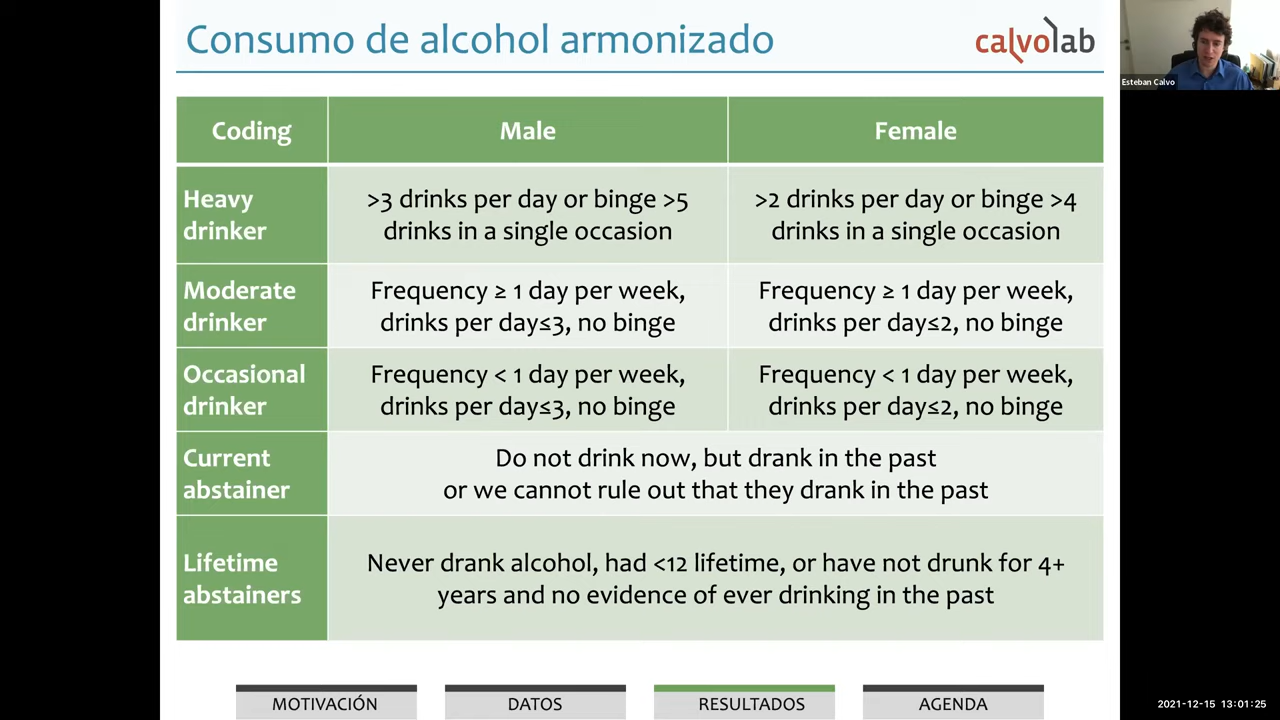 Consumo de alcohol armonizado
calvolab
Esteban Calvo
Coding
Male
Female
Heavy
drinker
>3 drinks per day or binge >5
drinks in a single occasion
>2 drinks per day or binge >4
drinks in a single occasion
Moderate
drinker
Frequency ≥ 1 day per week,
drinks per day≤3, no binge
Frequency ≥ 1 day per week,
drinks per day≤2, no binge
Occasional
drinker
Frequency < 1 day per week,
drinks per day≤3, no binge
Frequency < 1 day per week,
drinks per day≤2, no binge
Current
abstainer
Do not drink now, but drank in the past
or we cannot rule out that they drank in the past
Lifetime
abstainers
Never drank alcohol, had <12 lifetime, or have not drunk for 4+
years and no evidence of ever drinking in the past
MOTIVACIÓN
DATOS
RESULTADOS
AGENDA
2021-12-15 13:01:25